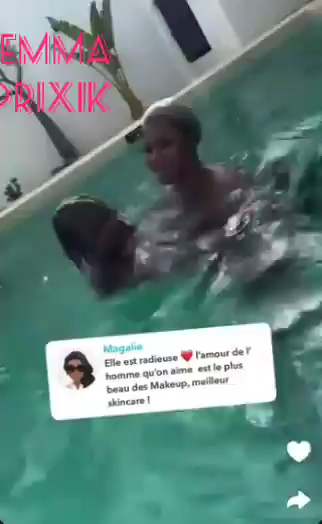 EMMA
PRIXIK
Magalie
Elle est radieuse ❤️ l'amour de l'
homme qu'on aime est le plus
beau des Makeup, meilleur
skincare !